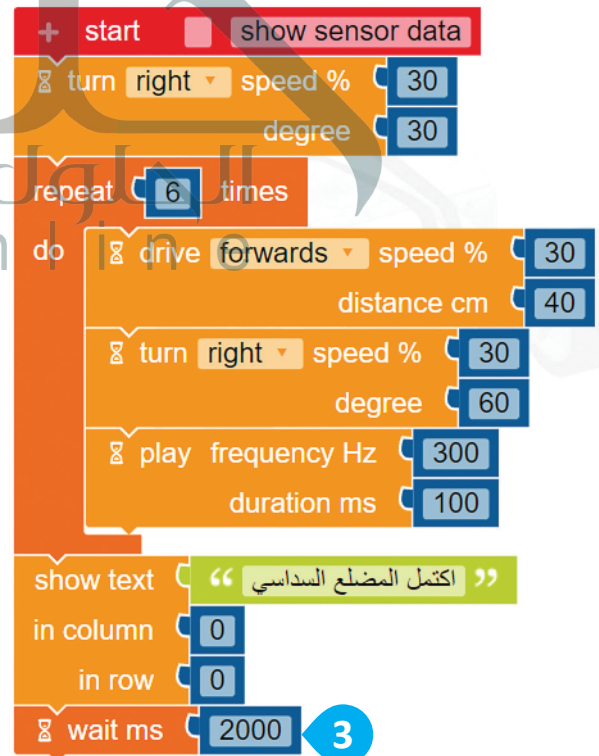 + start show sensor data
turn right speed % 30
degree 30
repeat 6 times
do drive forwards speed % 30
distance cm 40
turn right speed % 30
degree 60
play frequency Hz 300
duration ms 100
show text “ اكتمل المضلع السداسي ”
in column 0
in row 0
wait ms 2000 3